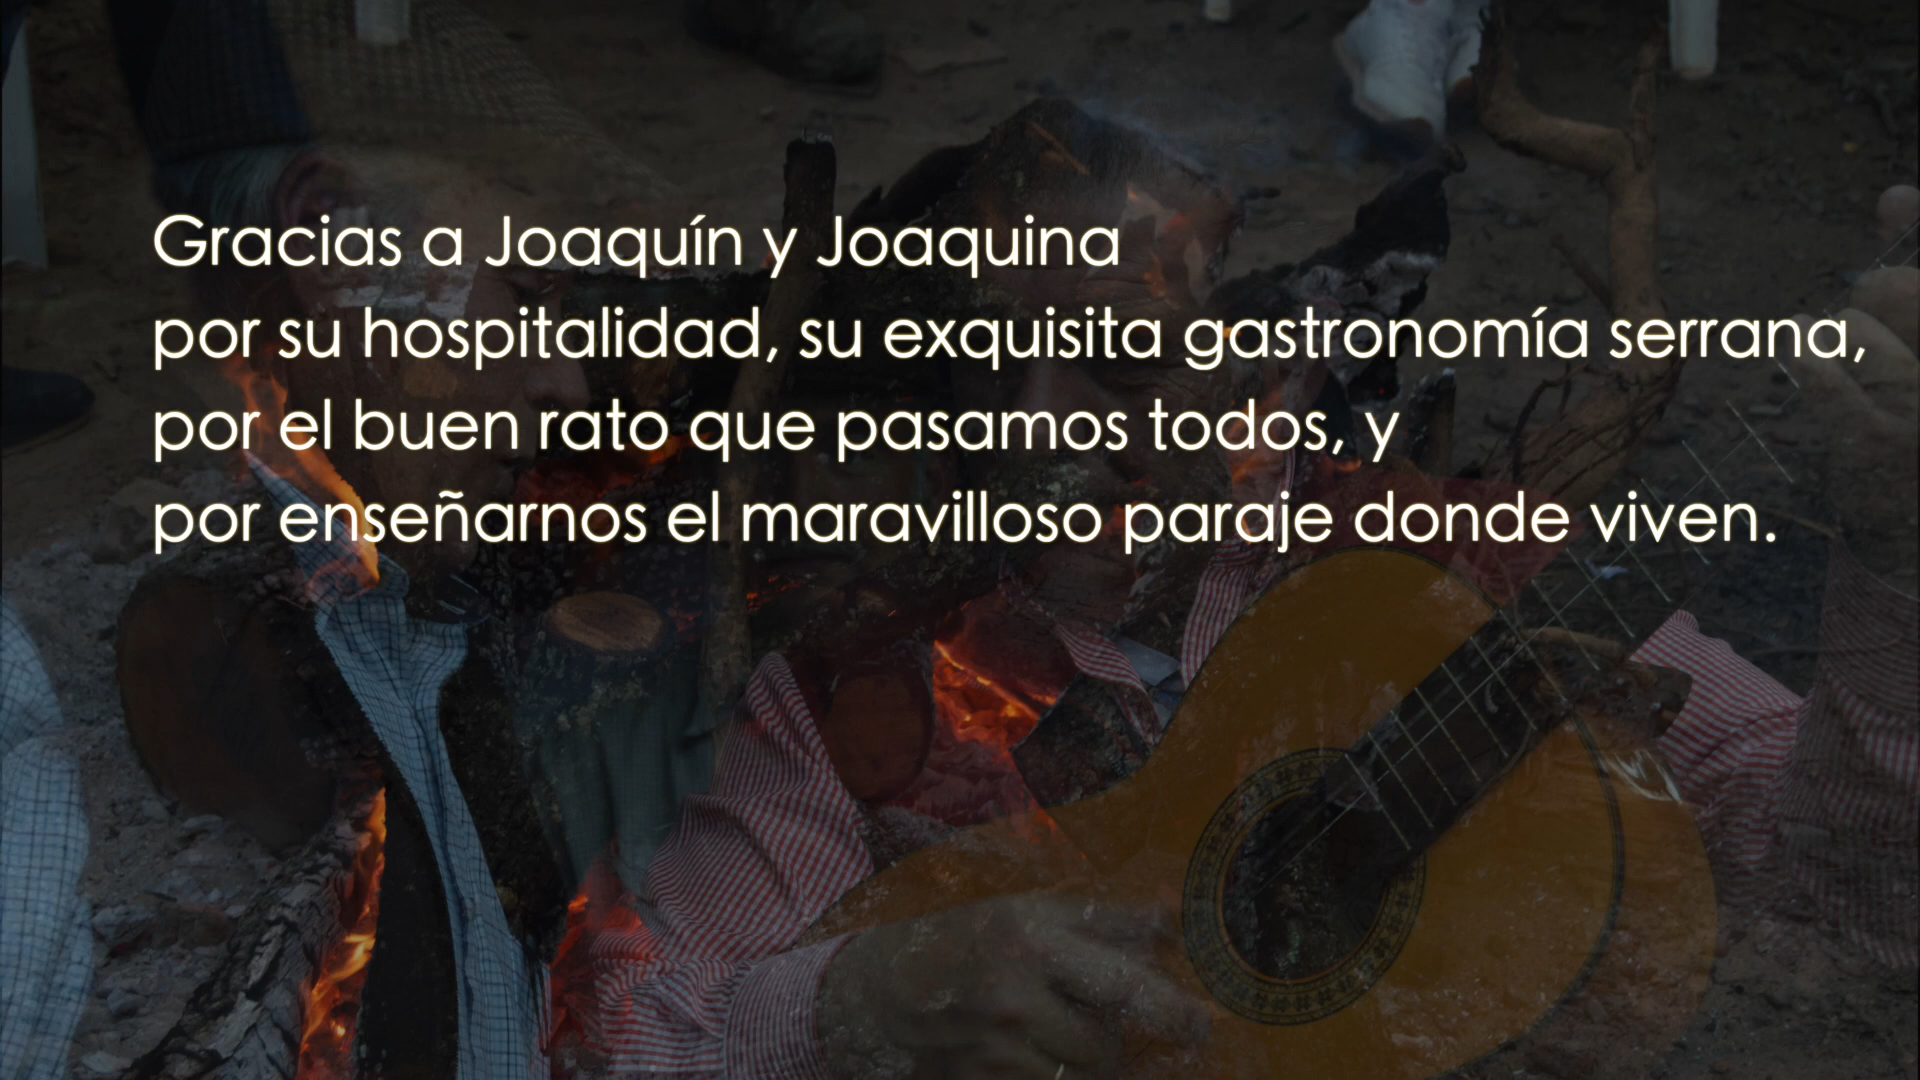 Gracias a Joaquín y Joaquina
por su hospitalidad, su exquisita gastronomía serrana,
por el buen rato que pasamos todos, y
por enseñarnos el maravilloso paraje donde viven.